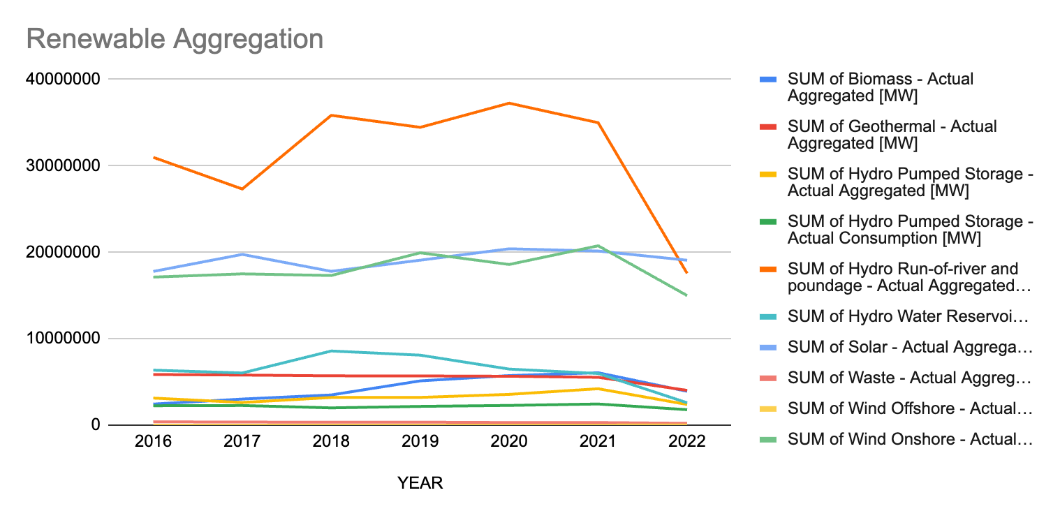 Renewable Aggregation
40000000
30000000
20000000
10000000
0
2016 2017 2018 2019 2020 2021 2022
YEAR
SUM of Biomass - Actual
Aggregated [MW]
SUM of Geothermal - Actual
Aggregated [MW]
SUM of Hydro Pumped Storage -
Actual Aggregated [MW]
SUM of Hydro Pumped Storage -
Actual Consumption [MW]
SUM of Hydro Run-of-river and
poundage - Actual Aggregated…
SUM of Hydro Water Reservoi…
SUM of Solar - Actual Aggrega…
SUM of Waste - Actual Aggreg…
SUM of Wind Offshore - Actual…
SUM of Wind Onshore - Actual…